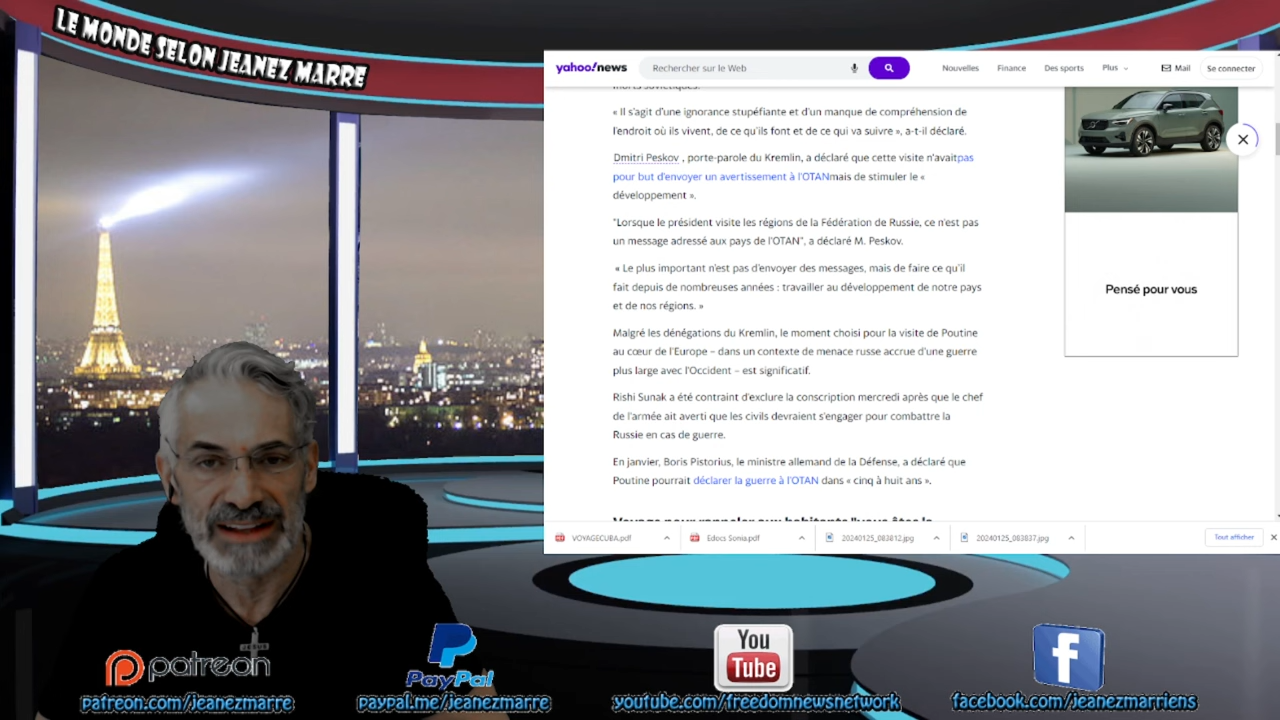 LE MONDE SELON JEANEZ MARRE
yahoo!news
Rechercher sur le Web
Nouvelles
Finance
Des sports
Plus
Mail
Se connecter
morts soviétiques.
« Il s'agit d'une ignorance stupéfiante et d'un manque de compréhension de
l'endroit où ils vivent, de ce qu'ils font et de ce qui va suivre », a-t-il déclaré.
Dmitri Peskov , porte-parole du Kremlin, a déclaré que cette visite n'avaitpas
pour but d'envoyer un avertissement à l'OTANmais de stimuler le «
développement ».
"Lorsque le président visite les régions de la Fédération de Russie, ce n'est pas
un message adressé aux pays de l'OTAN", a déclaré M. Peskov.
« Le plus important n'est pas d'envoyer des messages, mais de faire ce qu'il
fait depuis de nombreuses années : travailler au développement de notre pays
et de nos régions. »
Malgré les dénégations du Kremlin, le moment choisi pour la visite de Poutine
au cœur de l'Europe – dans un contexte de menace russe accrue d'une guerre
plus large avec l'Occident – est significatif.
Rishi Sunak a été contraint d'exclure la conscription mercredi après que le chef
de l'armée ait averti que les civils devraient s'engager pour combattre la
Russie en cas de guerre.
En janvier, Boris Pistorius, le ministre allemand de la Défense, a déclaré que
Poutine pourrait déclarer la guerre à l'OTAN dans « cinq à huit ans ».
Voyage pour rappeler aux habitants "vous êtes le
Pensé pour vous
VOYAGECUBA.pdf
Edocs Sonia.pdf
20240125_083812.jpg
20240125_083837.jpg
Tout afficher
patreon
PayPal
You
Tube
patreon.com/jeanezmarre
paypal.me/jeanezmarre
youtube.com/freedomnewsnetwork
facebook.com/jeanezmarriens